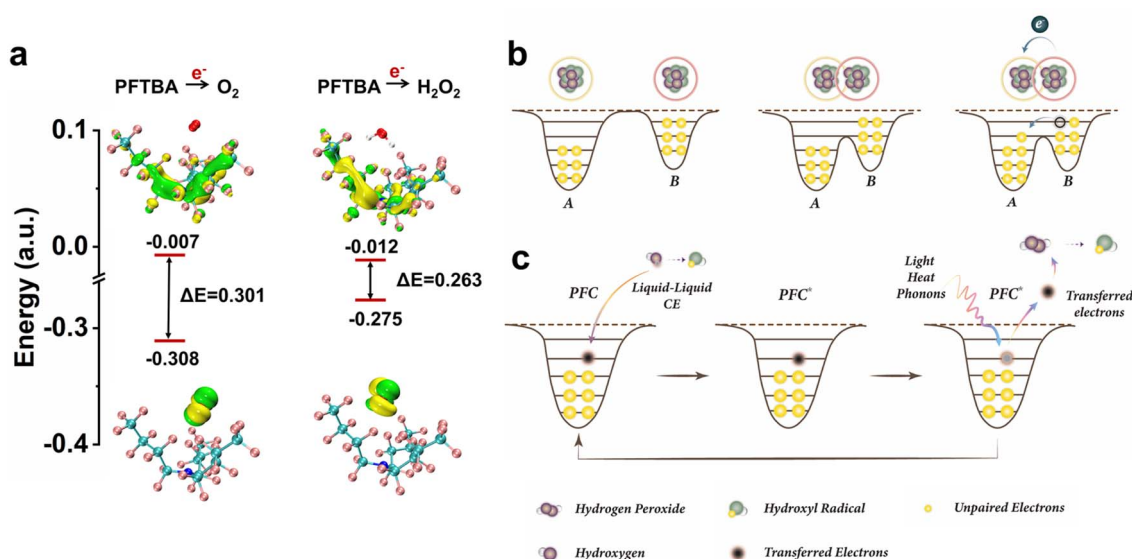 a
PFTBA e⁻→ O₂
PFTBA e⁻→ H₂O₂
Energy (a.u.)
0.1
0.0
-0.3
-0.4
-0.007
ΔE=0.301
-0.308
-0.012
ΔE=0.263
-0.275
b
A
B
A
B
e⁻
A
B
c
PFC
Liquid-Liquid
CE
PFC*
Light
Heat
Phonons
PFC*
Transferred
electrons
Hydrogen Peroxide
Hydroxyl Radical
Unpaired Electrons
Hydroxygen
Transferred Electrons